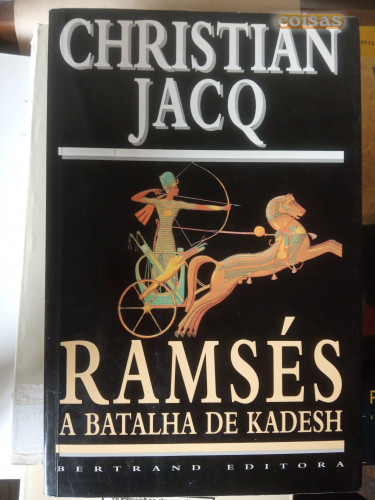 coisas
CHRISTIAN
JACQ
RAMSÉS
A BATALHA DE KADESH
BERTRAND EDITORA